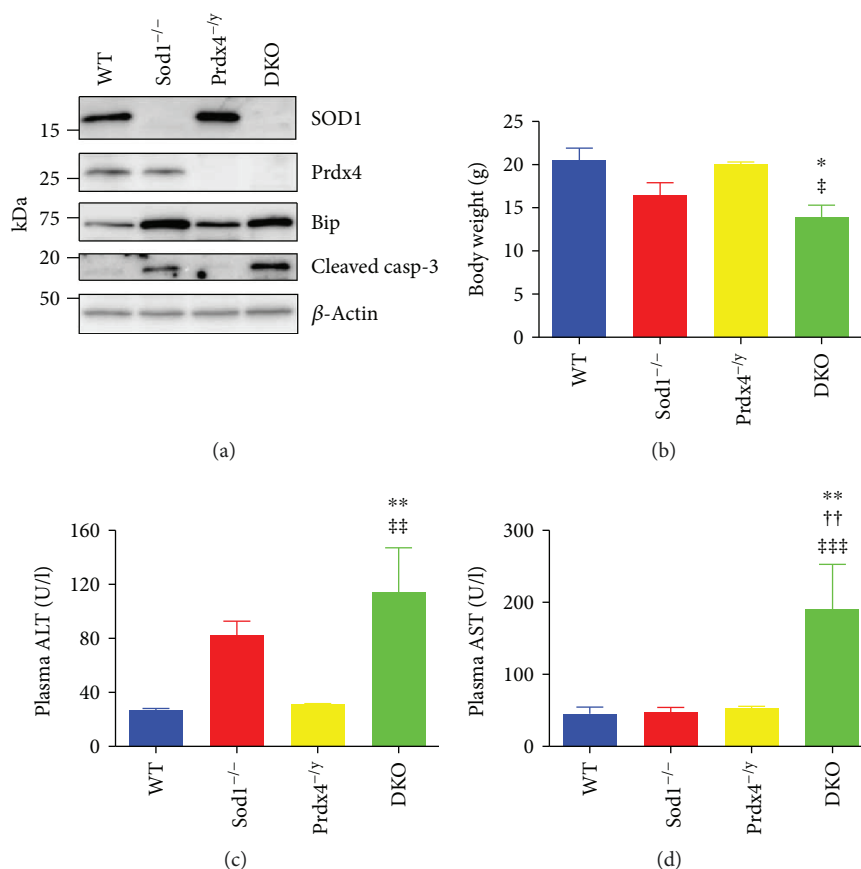 WT
Sod1−/−
Prdx4−/y
DKO
kDa
15
SOD1
25
Prdx4
75
Bip
20
Cleaved casp-3
50
β-Actin
(a)
Body weight (g)
25
20
15
10
5
0
*
‡
WT
Sod1−/−
Prdx4−/y
DKO
(b)
Plasma ALT (U/l)
160
120
80
40
0
**
‡‡
WT
Sod1−/−
Prdx4−/y
DKO
(c)
Plasma AST (U/l)
300
200
100
0
**
††
‡‡‡
WT
Sod1−/−
Prdx4−/y
DKO
(d)